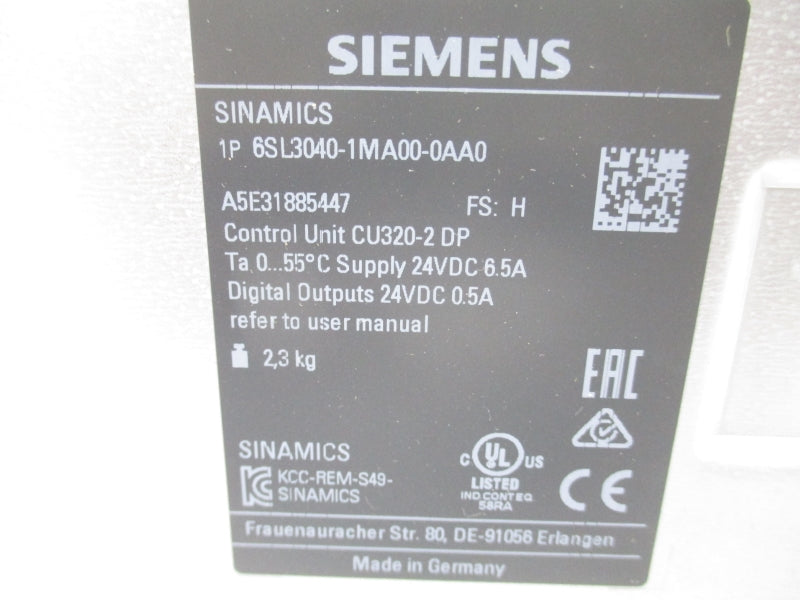 SIEMENS
SINAMICS
1P 6SL3040-1MA00-0AA0
A5E31885447 FS: H
Control Unit CU320-2 DP
Ta 0...55°C Supply 24VDC 6.5A
Digital Outputs 24VDC 0.5A
refer to user manual
2,3 kg
EAC
SINAMICS
KCC-REM-S49-
SINAMICS
C UL US
LISTED
IND.CONT.EQ.
58RA
CE
Frauenauracher Str. 80, DE-91056 Erlangen
Made in Germany